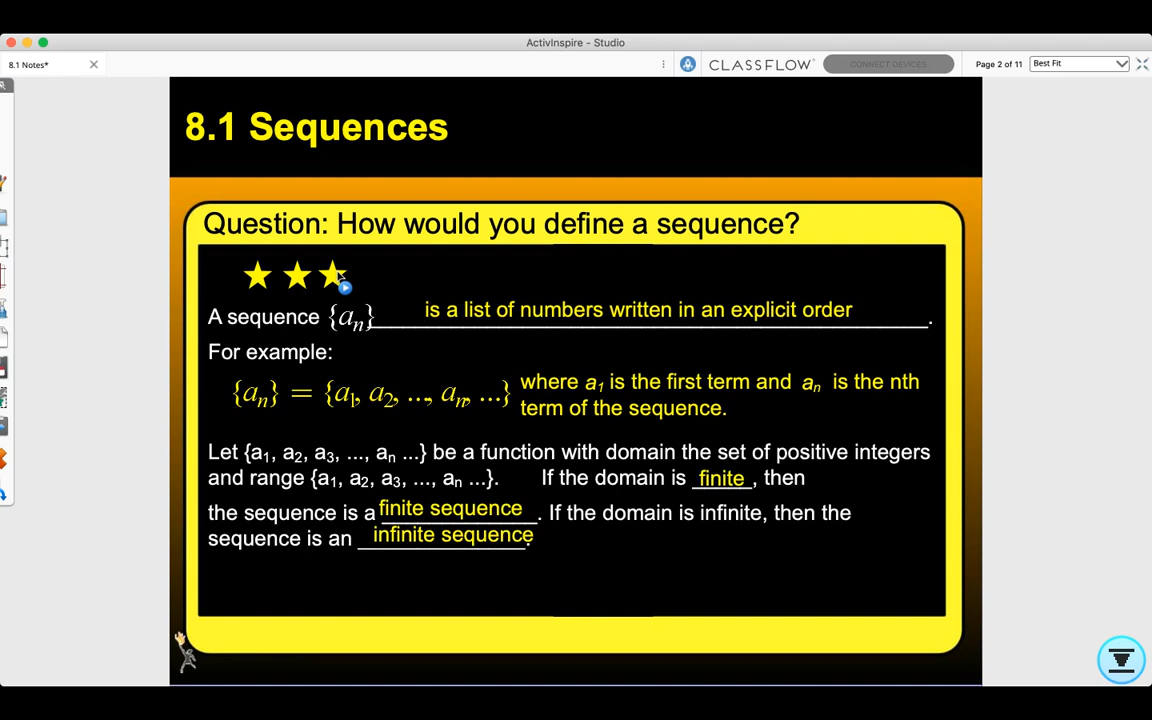 ActivInspire - Studio
8.1 Notes*
CLASSFLOW
CONNECT DEVICES
Page 2 of 11
Best Fit
8.1 Sequences
Question: How would you define a sequence?
A sequence {aₙ} is a list of numbers written in an explicit order.
For example:
{aₙ} = {a₁, a₂, ..., aₙ, ...} where a₁ is the first term and aₙ is the nth
term of the sequence.
Let {a₁, a₂, a₃, ..., aₙ ...} be a function with domain the set of positive integers
and range {a₁, a₂, a₃, ..., aₙ ...}. If the domain is finite, then
the sequence is a finite sequence. If the domain is infinite, then the
sequence is an infinite sequence.